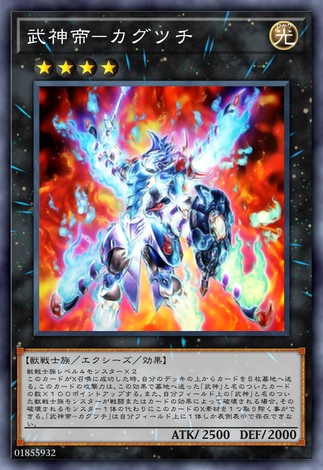 武神帝－カグツチ
光
【獣戦士族／エクシーズ／効果】
獣戦士族レベル４モンスター×２
このカードがX召喚に成功した時、自分のデッキの上からカードを５枚墓地へ送
る。このカードの攻撃力は、この効果で墓地へ送った「武神」と名のついたカード
の数×１００ポイントアップする。また、自分フィールド上の「武神」と名のつい
た獣戦士族モンスターが戦闘またはカードの効果によって破壊される場合、その
破壊されるモンスター１体の代わりにこのカードのX素材を１つ取り除く事がで
きる。「武神帝－カグツチ」は自分フィールド上に１体しか表側表示で存在できな
い。
ATK/ 2500 DEF/ 2000
01855932